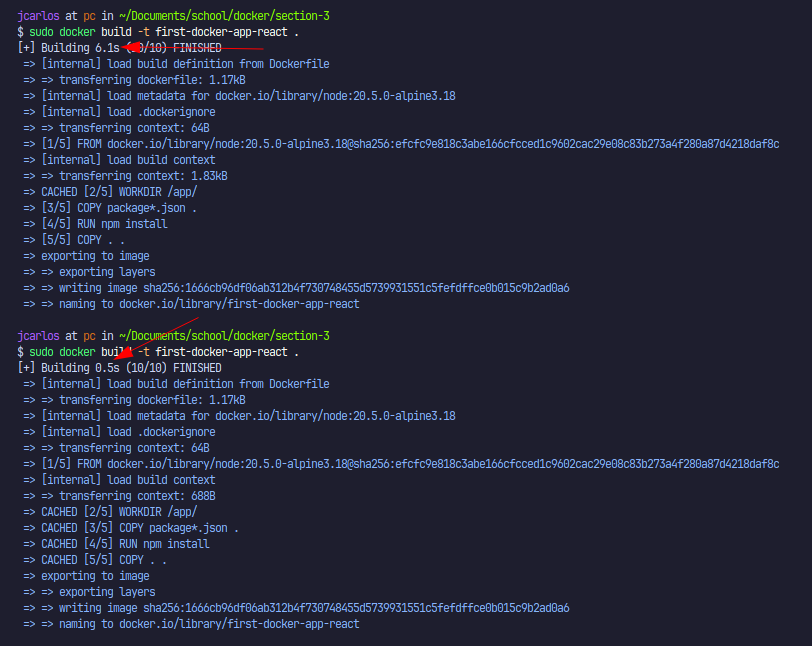 jcarlos at pc in ~/Documents/school/docker/section-3
$ sudo docker build -t first-docker-app-react .
[+] Building 6.1s (10/10) FINISHED
=> [internal] load build definition from Dockerfile
=> => transferring dockerfile: 1.17kB
=> [internal] load metadata for docker.io/library/node:20.5.0-alpine3.18
=> [internal] load .dockerignore
=> => transferring context: 64B
=> [1/5] FROM docker.io/library/node:20.5.0-alpine3.18@sha256:efcfc9e818c3abe166cfcced1c9602cac29e08c83b273a4f280a87d4218daf8c
=> [internal] load build context
=> => transferring context: 1.83kB
=> CACHED [2/5] WORKDIR /app/
=> [3/5] COPY package*.json .
=> [4/5] RUN npm install
=> [5/5] COPY . .
=> exporting to image
=> => exporting layers
=> => writing image sha256:1666cb96df06ab312b4f730748455d5739931551c5fefdffce0b015c9b2ad0a6
=> => naming to docker.io/library/first-docker-app-react
jcarlos at pc in ~/Documents/school/docker/section-3
$ sudo docker build -t first-docker-app-react .
[+] Building 0.5s (10/10) FINISHED
=> [internal] load build definition from Dockerfile
=> => transferring dockerfile: 1.17kB
=> [internal] load metadata for docker.io/library/node:20.5.0-alpine3.18
=> [internal] load .dockerignore
=> => transferring context: 64B
=> [1/5] FROM docker.io/library/node:20.5.0-alpine3.18@sha256:efcfc9e818c3abe166cfcced1c9602cac29e08c83b273a4f280a87d4218daf8c
=> [internal] load build context
=> => transferring context: 688B
=> CACHED [2/5] WORKDIR /app/
=> CACHED [3/5] COPY package*.json .
=> CACHED [4/5] RUN npm install
=> CACHED [5/5] COPY . .
=> exporting to image
=> => exporting layers
=> => writing image sha256:1666cb96df06ab312b4f730748455d5739931551c5fefdffce0b015c9b2ad0a6
=> => naming to docker.io/library/first-docker-app-react